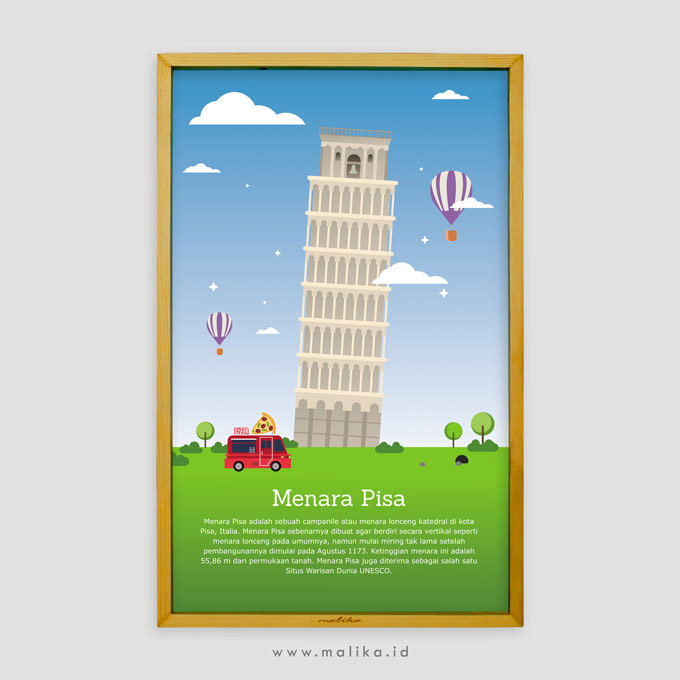 PIZZA
Menara Pisa
Menara Pisa adalah sebuah campanile atau menara lonceng katedral di kota
Pisa, Italia. Menara Pisa sebenarnya dibuat agar berdiri secara vertikal seperti
menara lonceng pada umumnya, namun mulai miring tak lama setelah
pembangunannya dimulai pada Agustus 1173. Ketinggian menara ini adalah
55,86 m dari permukaan tanah. Menara Pisa juga diterima sebagai salah satu
Situs Warisan Dunia UNESCO.
malika
www.malika.id